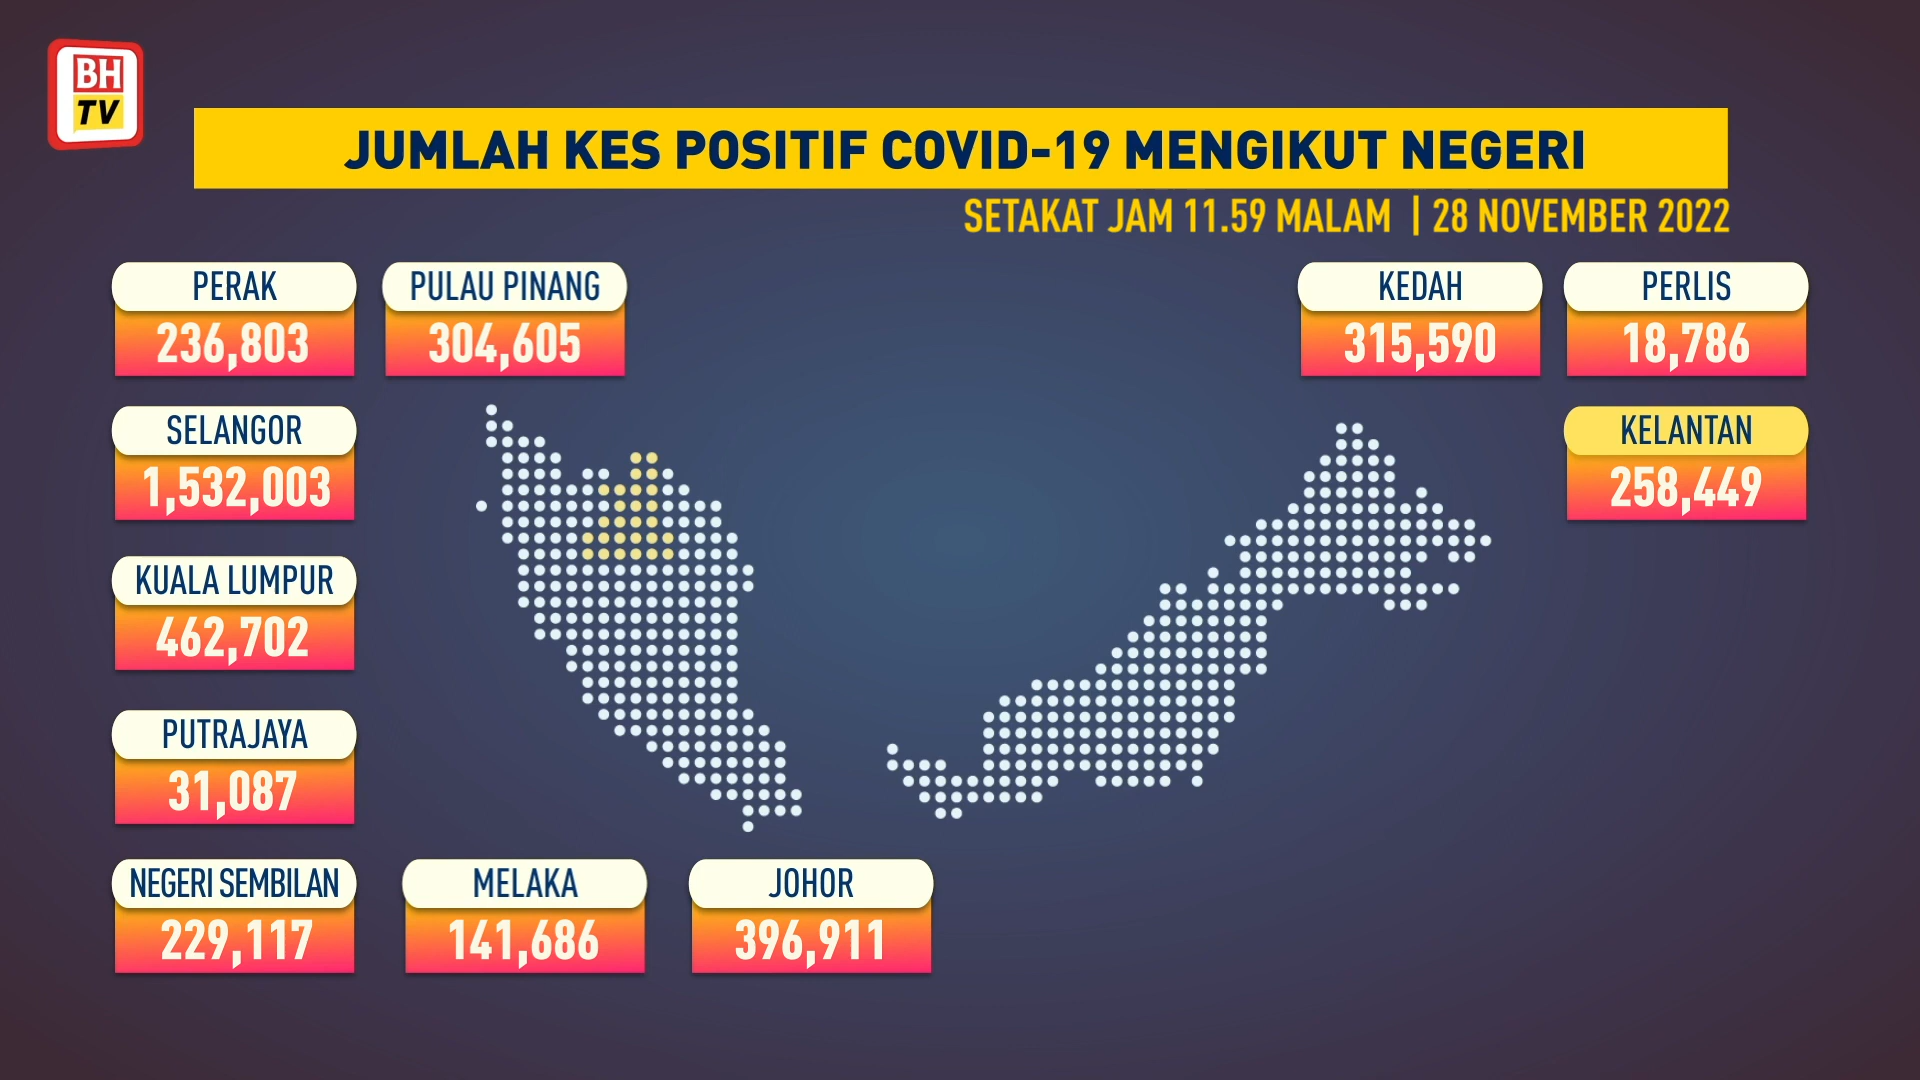 BH
TV
JUMLAH KES POSITIF COVID-19 MENGIKUT NEGERI
SETAKAT JAM 11.59 MALAM | 28 NOVEMBER 2022
PERAK
236,803
PULAU PINANG
304,605
KEDAH
315,590
PERLIS
18,786
SELANGOR
1,532,003
KELANTAN
258,449
KUALA LUMPUR
462,702
PUTRAJAYA
31,087
NEGERI SEMBILAN
229,117
MELAKA
141,686
JOHOR
396,911